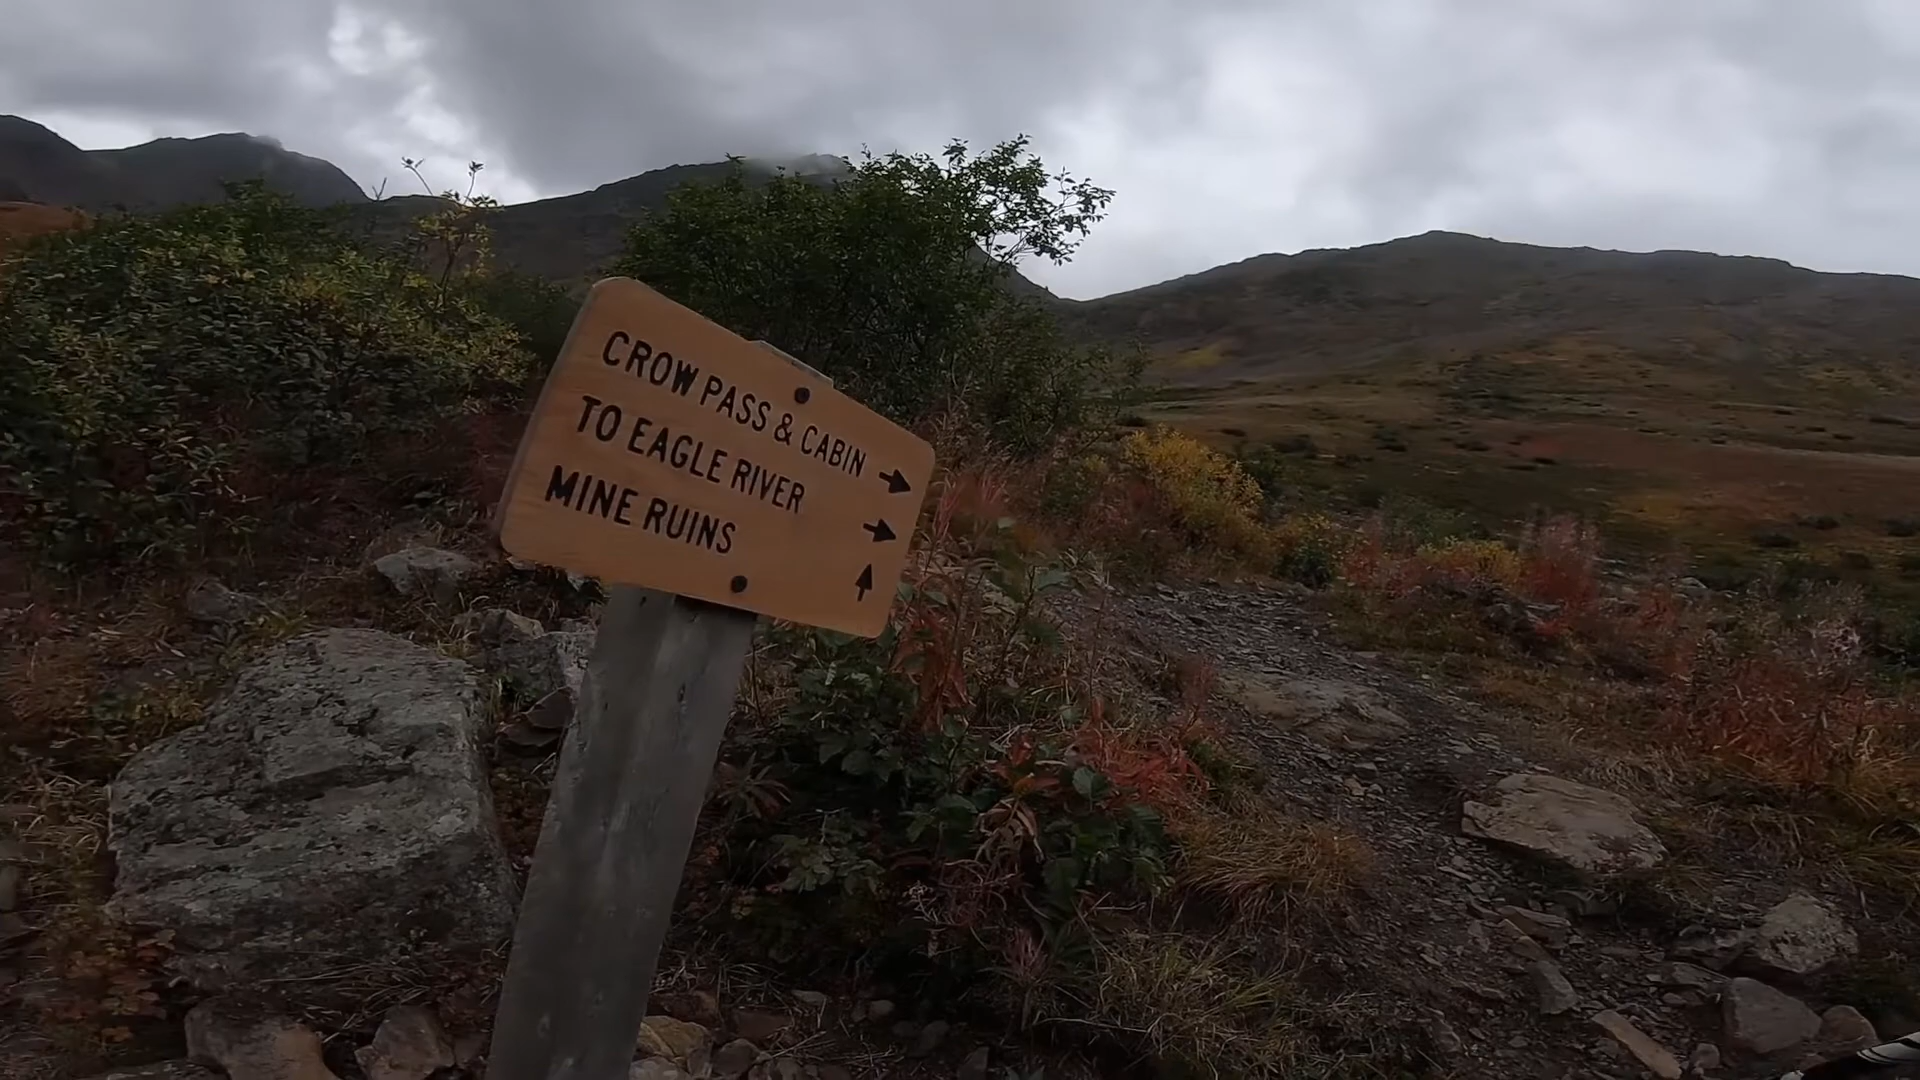 CROW PASS & CABIN →
TO EAGLE RIVER →
MINE RUINS ↑